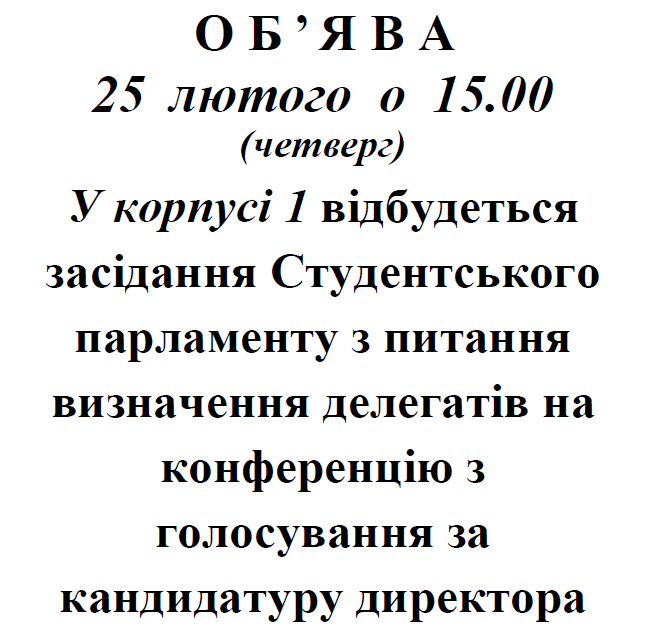 О Б ’ Я В А
25 лютого о 15.00
(четверг)
У корпусі 1 відбудеться
засідання Студентського
парламенту з питання
визначення делегатів на
конференцію з
голосування за
кандидатуру директора